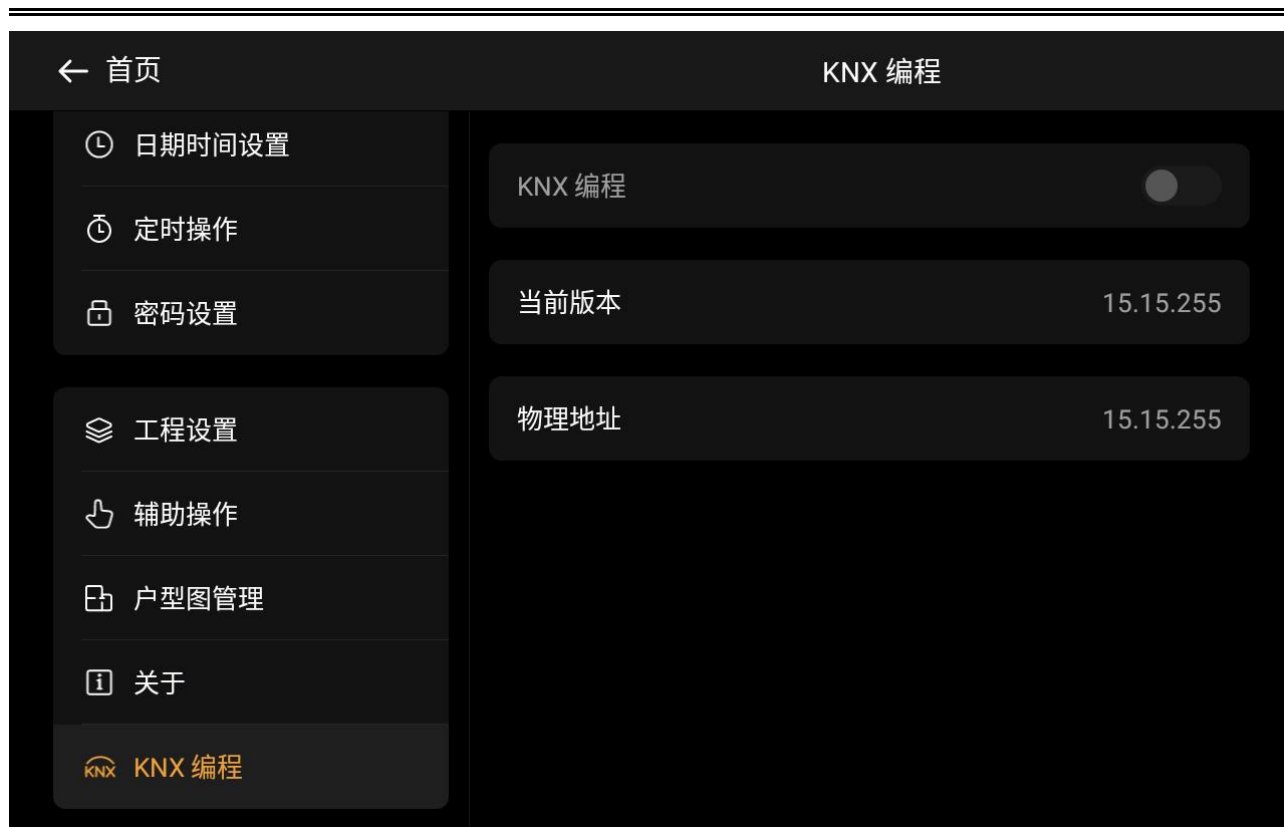 首页
KNX 编程
日期时间设置
定时操作
密码设置
工程设置
辅助操作
户型图管理
关于
KNX KNX 编程
KNX 编程
当前版本 15.15.255
物理地址 15.15.255